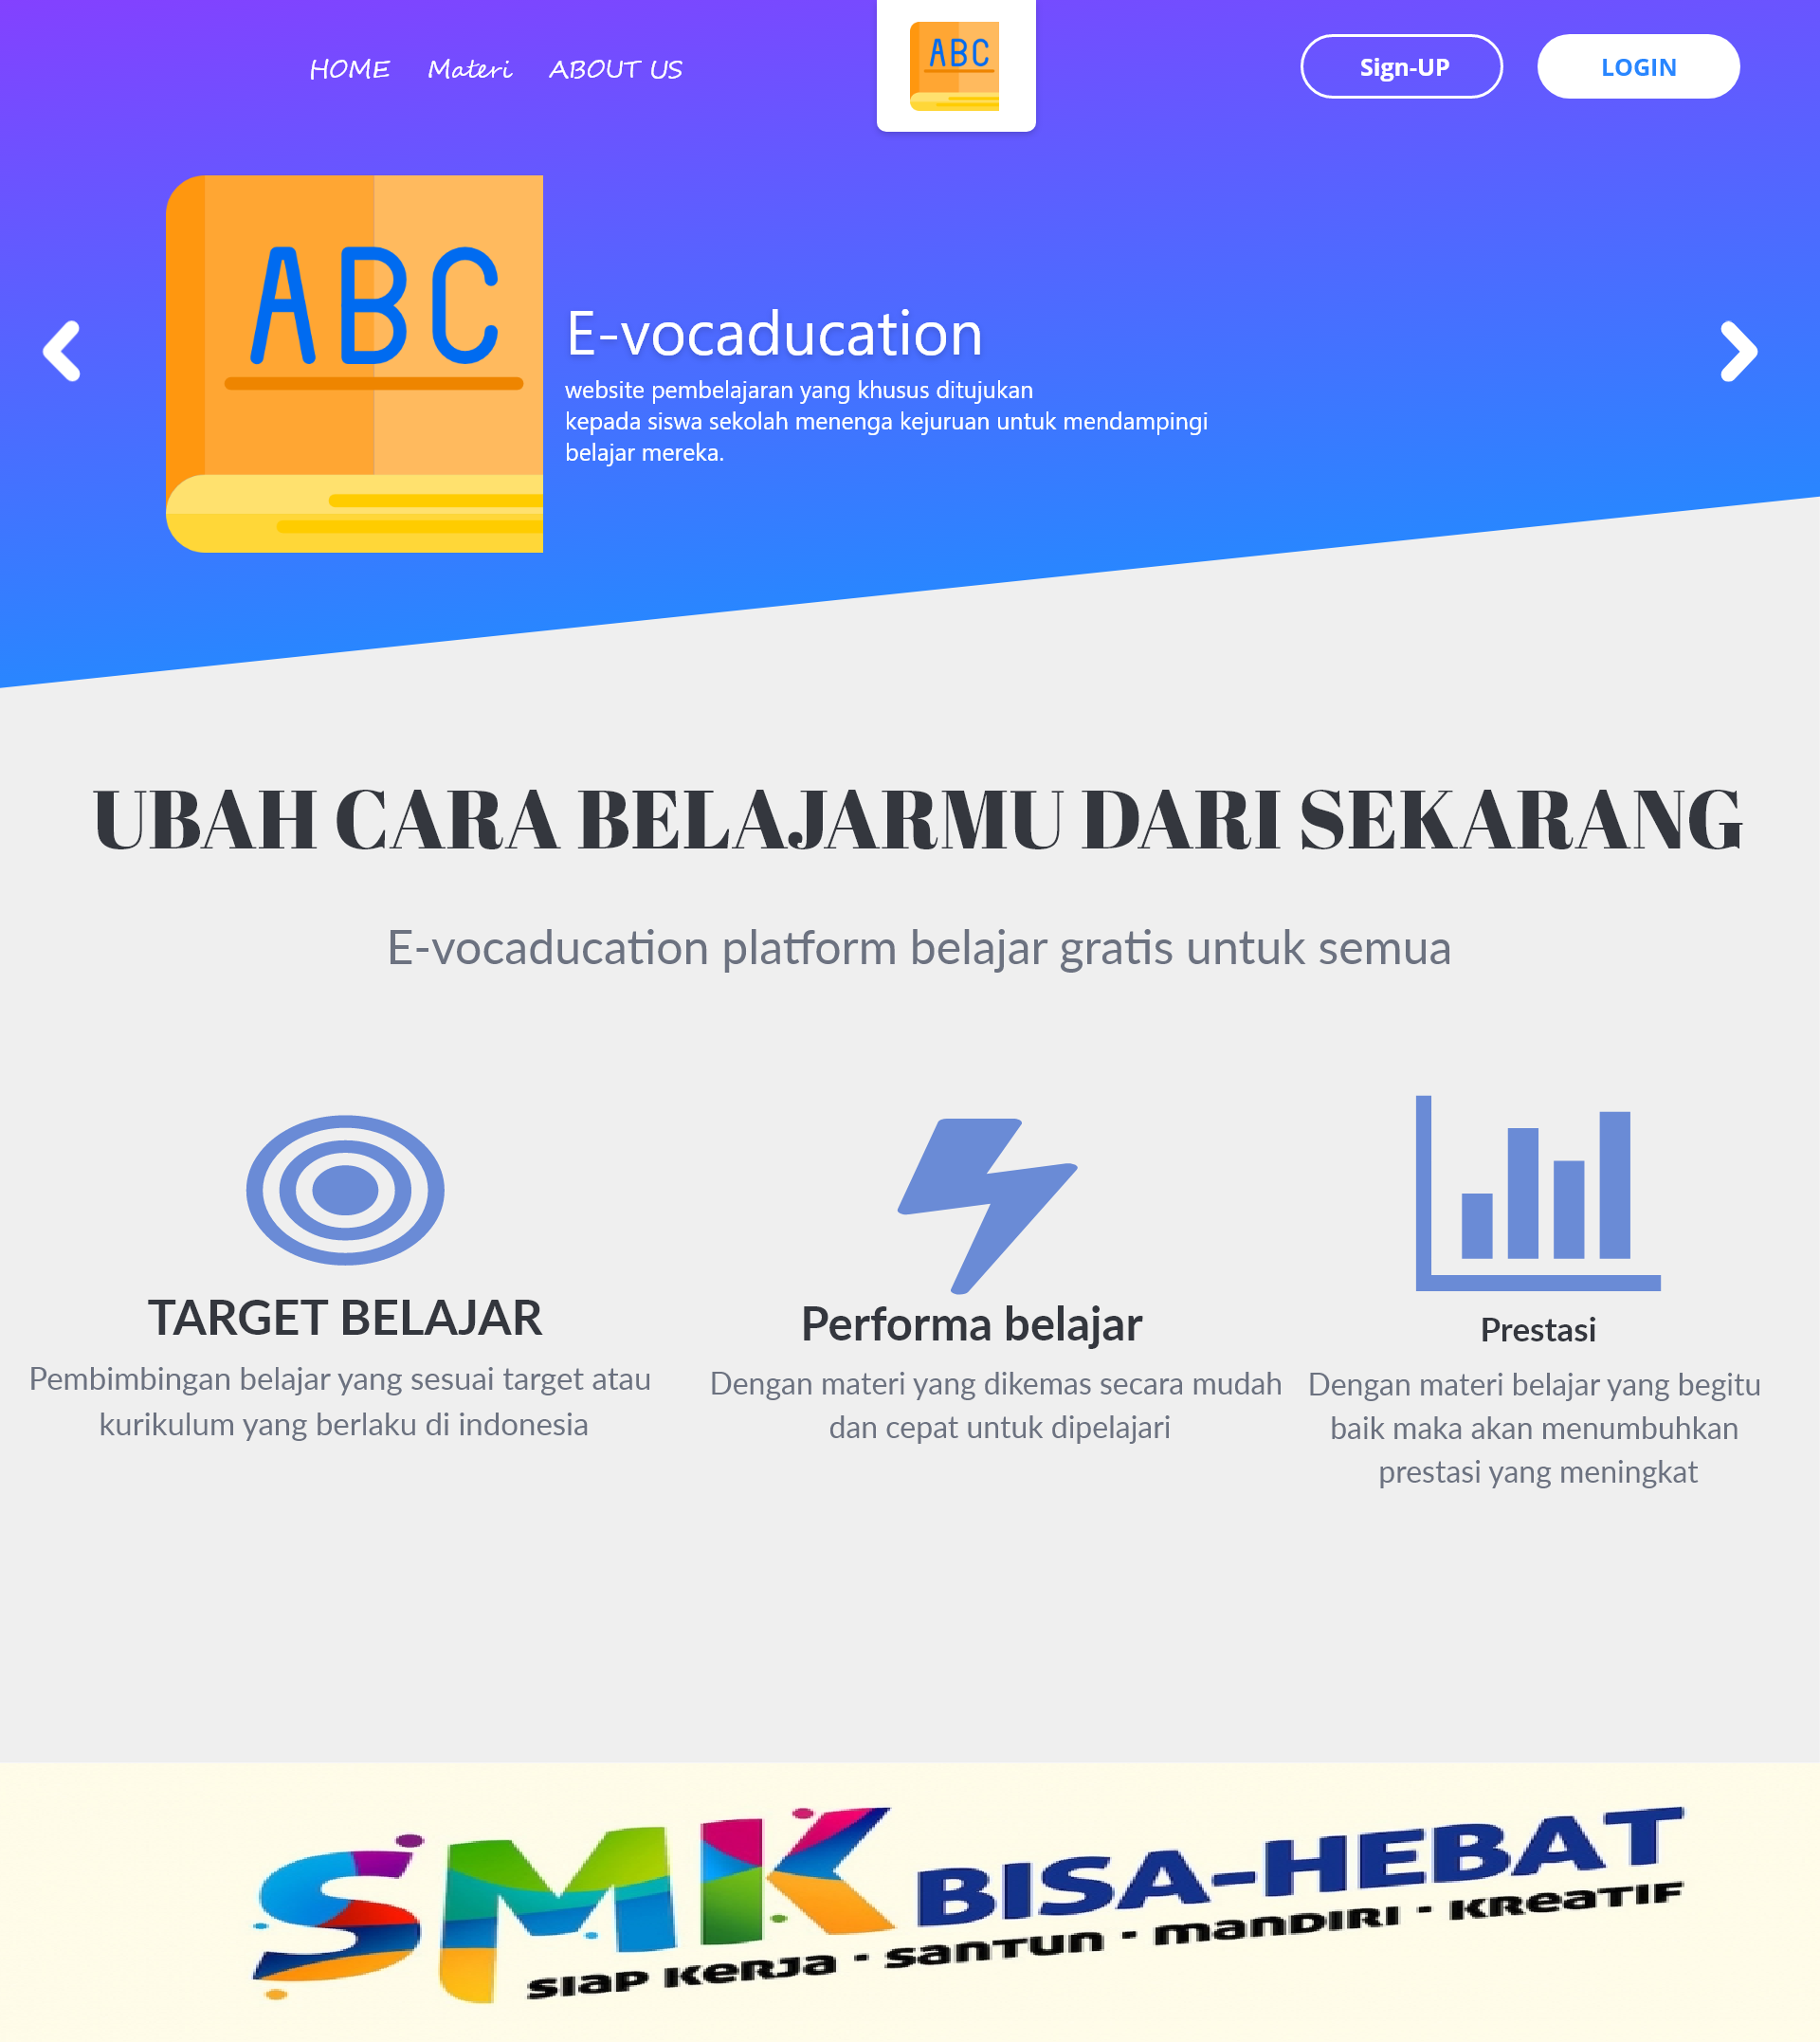 HOME Materi ABOUT US
ABC
Sign-UP
LOGIN
ABC
E-vocaducation
website pembelajaran yang khusus ditujukan
kepada siswa sekolah menenga kejuruan untuk mendampingi
belajar mereka.
UBAH CARA BELAJARMU DARI SEKARANG
E-vocaducation platform belajar gratis untuk semua
TARGET BELAJAR
Pembimbingan belajar yang sesuai target atau
kurikulum yang berlaku di indonesia
Performa belajar
Dengan materi yang dikemas secara mudah
dan cepat untuk dipelajari
Prestasi
Dengan materi belajar yang begitu
baik maka akan menumbuhkan
prestasi yang meningkat
SMK BISA-HEBAT
SIAP KERJA · SANTUN · MANDIRI · KREATIF